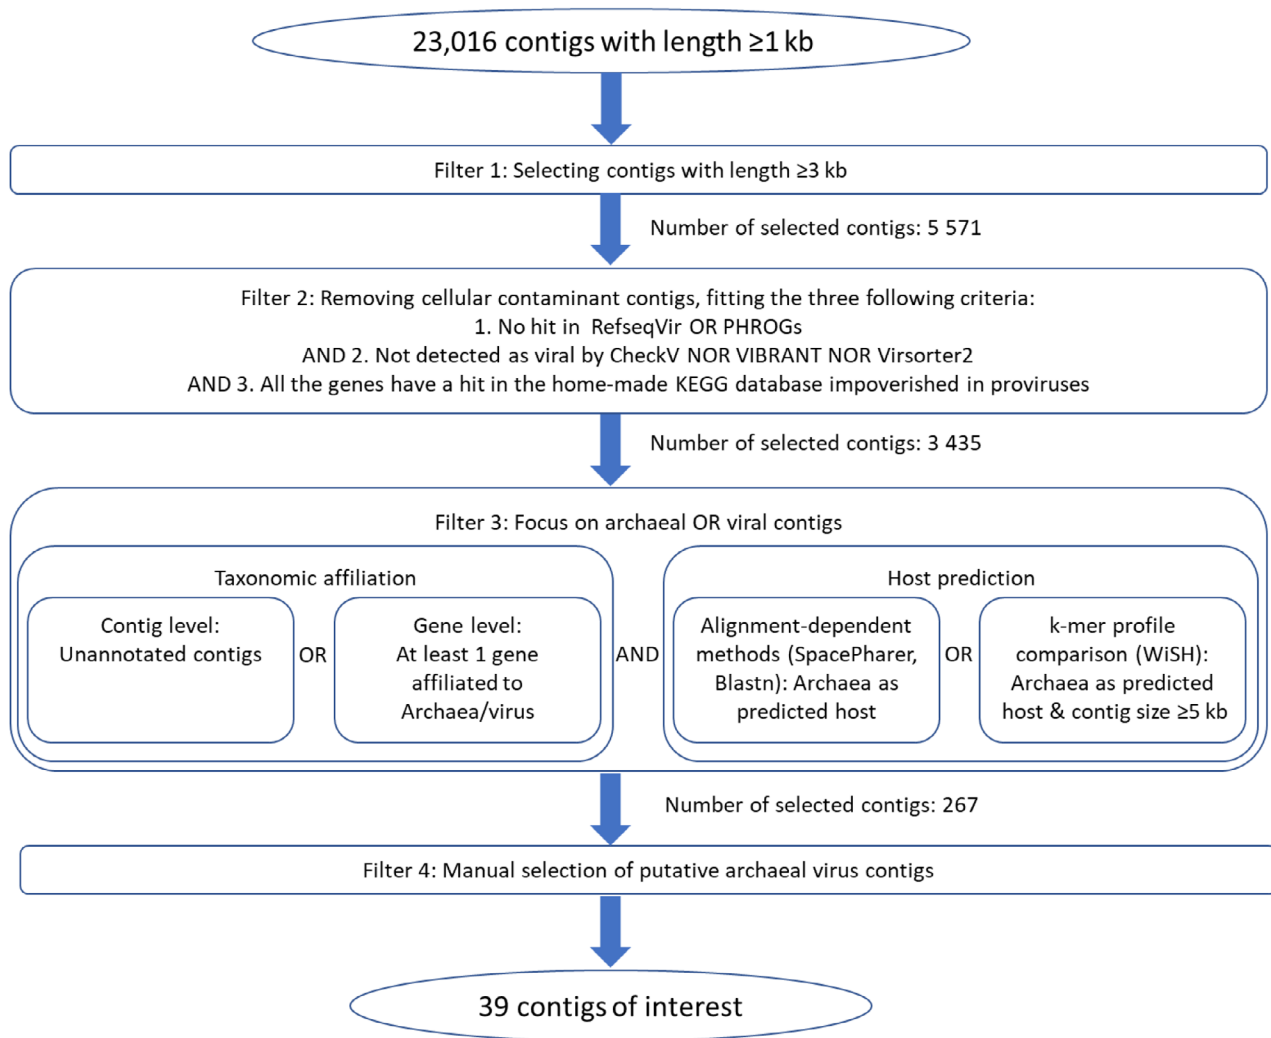 23,016 contigs with length ≥1 kb
Filter 1: Selecting contigs with length ≥3 kb
Number of selected contigs: 5 571
Filter 2: Removing cellular contaminant contigs, fitting the three following criteria:
1. No hit in RefseqVir OR PHROGs
AND 2. Not detected as viral by CheckV NOR VIBRANT NOR Virsorter2
AND 3. All the genes have a hit in the home-made KEGG database impoverished in proviruses
Number of selected contigs: 3 435
Filter 3: Focus on archaeal OR viral contigs
Taxonomic affiliation
Contig level:
Unannotated contigs
OR
Gene level:
At least 1 gene
affiliated to
Archaea/virus
AND
Host prediction
Alignment-dependent
methods (SpacePharer,
Blastn): Archaea as
predicted host
OR
k-mer profile
comparison (WiSH):
Archaea as predicted
host & contig size ≥5 kb
Number of selected contigs: 267
Filter 4: Manual selection of putative archaeal virus contigs
39 contigs of interest